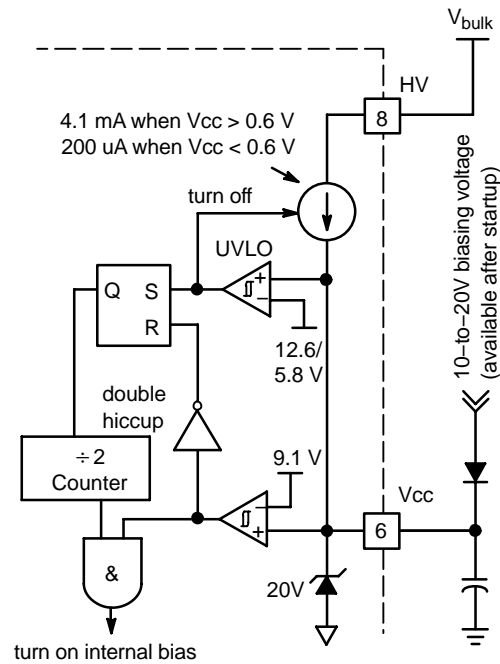 Vbulk
HV
8
4.1 mA when Vcc > 0.6 V
200 uA when Vcc < 0.6 V
turn off
UVLO
Q
S
R
+
−
12.6/
5.8 V
10−to−20V biasing voltage
(available after startup)
double
hiccup
÷ 2
Counter
9.1 V
−
+
Vcc
6
20V
&
turn on internal bias